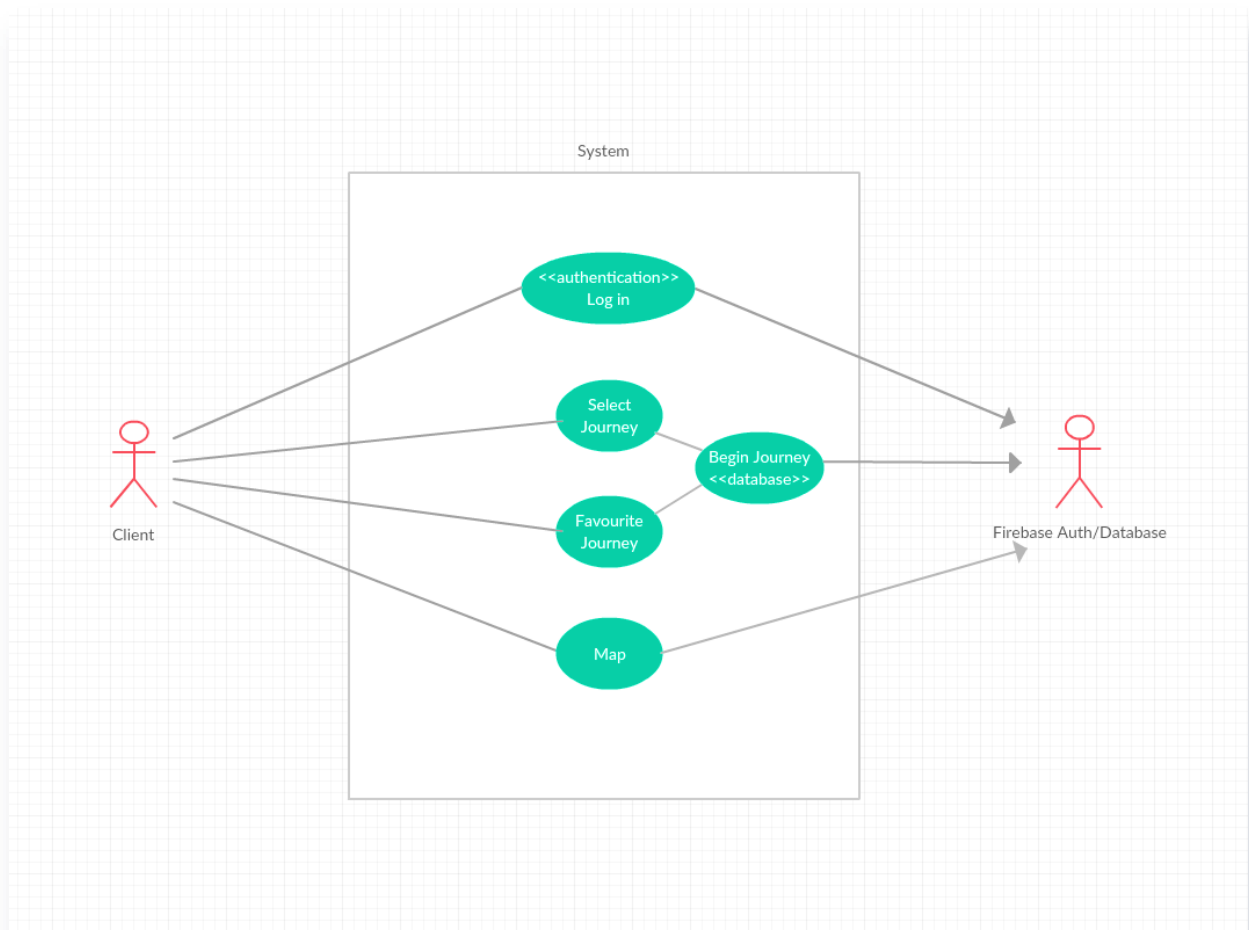 System
<<authentication>>
Log in
Select
Journey
Begin Journey
<<database>>
Favourite
Journey
Map
Client
Firebase Auth/Database